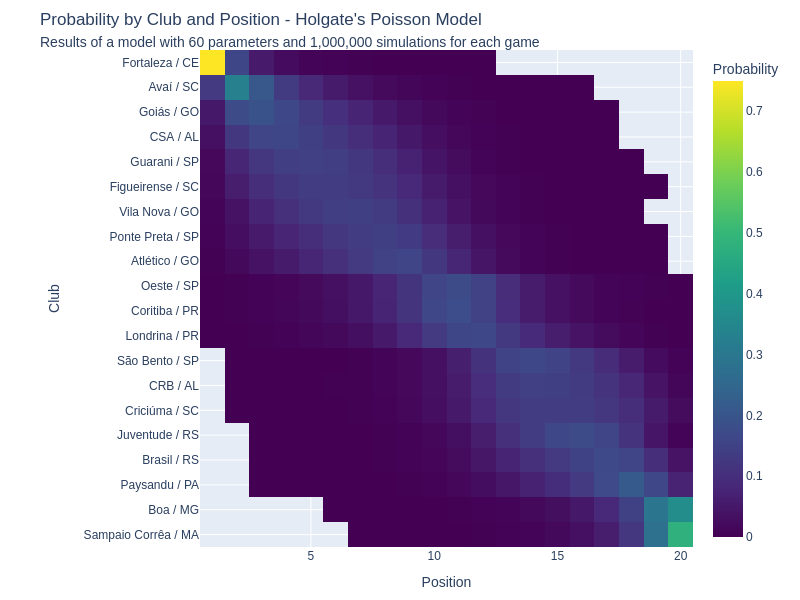 Probability by Club and Position - Holgate's Poisson Model
Results of a model with 60 parameters and 1,000,000 simulations for each game
Probability
Club
Fortaleza / CE
Avaí / SC
Goiás / GO
CSA / AL
Guarani / SP
Figueirense / SC
Vila Nova / GO
Ponte Preta / SP
Atlético / GO
Oeste / SP
Coritiba / PR
Londrina / PR
São Bento / SP
CRB / AL
Criciúma / SC
Juventude / RS
Brasil / RS
Paysandu / PA
Boa / MG
Sampaio Corrêa / MA
0.7
0.6
0.5
0.4
0.3
0.2
0.1
0
5 10 15 20
Position